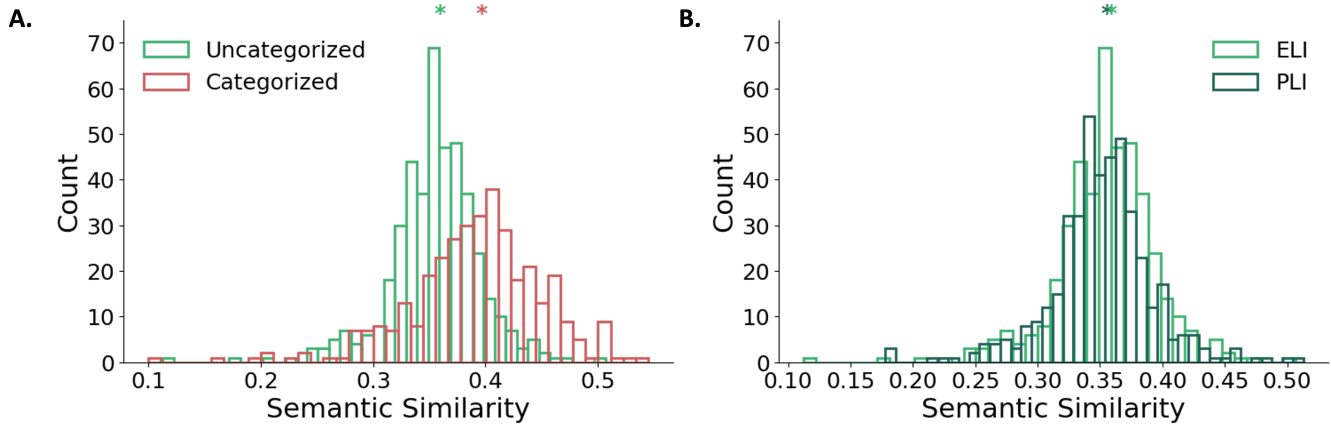 A.
* *
70
60
50
40
30
20
10
0
Count
Uncategorized
Categorized
0.1 0.2 0.3 0.4 0.5
Semantic Similarity
B.
**
70
60
50
40
30
20
10
0
Count
ELI
PLI
0.10 0.15 0.20 0.25 0.30 0.35 0.40 0.45 0.50
Semantic Similarity